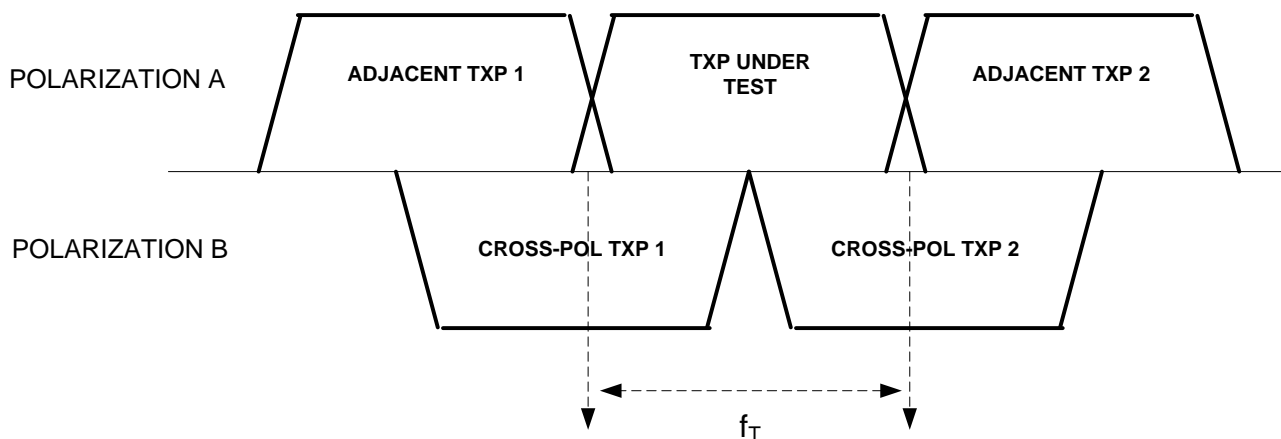 POLARIZATION A
ADJACENT TXP 1
TXP UNDER
TEST
ADJACENT TXP 2
POLARIZATION B
CROSS-POL TXP 1
CROSS-POL TXP 2
fT